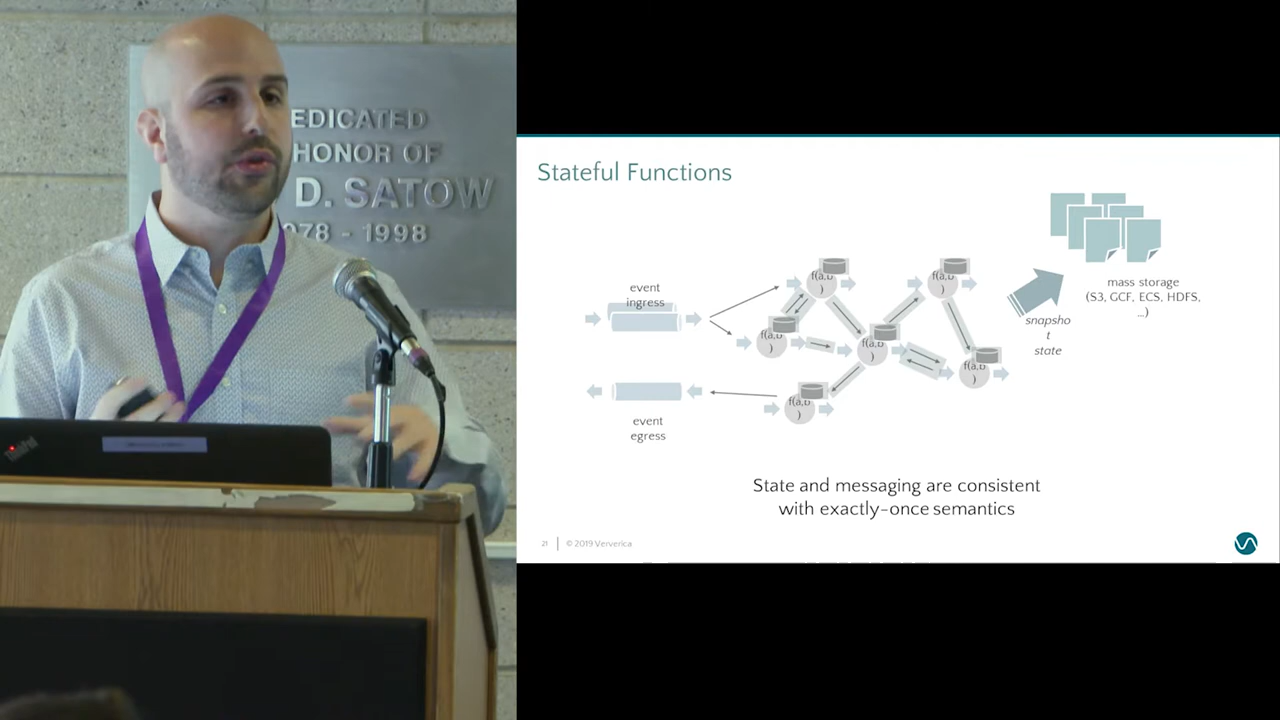 EDICATED
HONOR OF
D. SATOW
978 - 1998
ThinkPad
Stateful Functions
event
ingress
f(a,b
)
f(a,b
)
f(a,b
)
f(a,b
)
f(a,b
)
f(a,b
)
event
egress
mass storage
(S3, GCF, ECS, HDFS,
...)
snapsho
t
state
State and messaging are consistent
with exactly-once semantics
21 | © 2019 Ververica